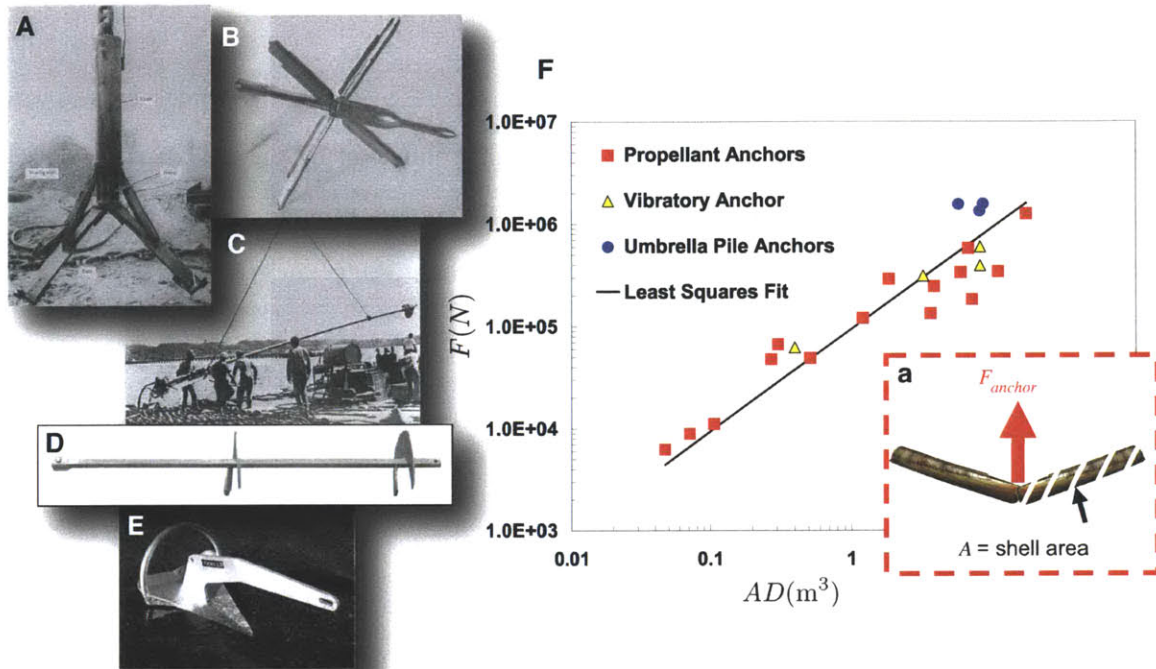 A
B
C
D
E
F
1.0E+07
1.0E+06
1.0E+05
1.0E+04
1.0E+03
F(N)
Propellant Anchors
Vibratory Anchor
Umbrella Pile Anchors
Least Squares Fit
0.01
0.1
1
AD(m³)
a
F_anchor
A = shell area